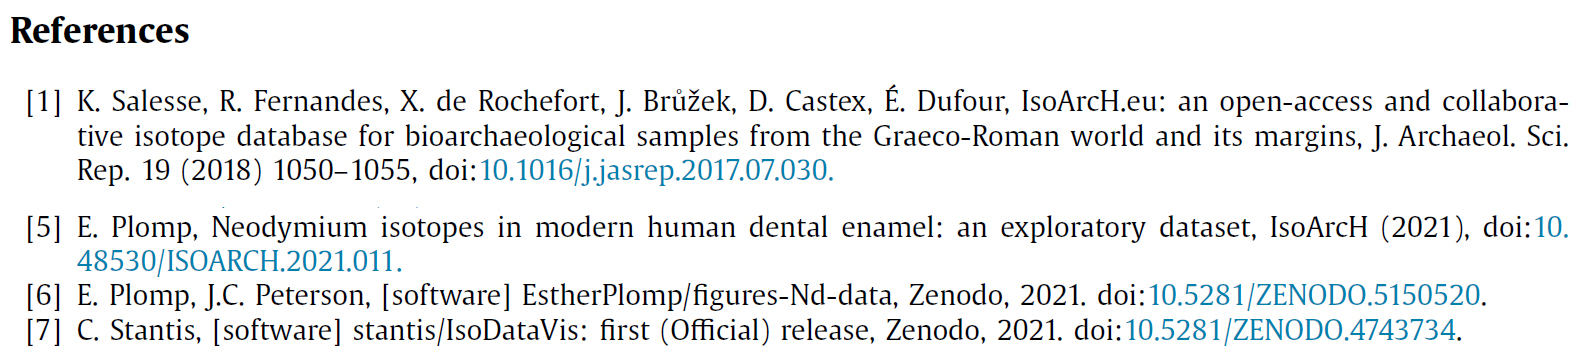 References
[1] K. Salesse, R. Fernandes, X. de Rochefort, J. Brůžek, D. Castex, É. Dufour, IsoArcH.eu: an open-access and collabora-
tive isotope database for bioarchaeological samples from the Graeco-Roman world and its margins, J. Archaeol. Sci.
Rep. 19 (2018) 1050–1055, doi:10.1016/j.jasrep.2017.07.030.
[5] E. Plomp, Neodymium isotopes in modern human dental enamel: an exploratory dataset, IsoArcH (2021), doi:10.
48530/ISOARCH.2021.011.
[6] E. Plomp, J.C. Peterson, [software] EstherPlomp/figures-Nd-data, Zenodo, 2021. doi:10.5281/ZENODO.5150520.
[7] C. Stantis, [software] stantis/IsoDataVis: first (Official) release, Zenodo, 2021. doi:10.5281/ZENODO.4743734.